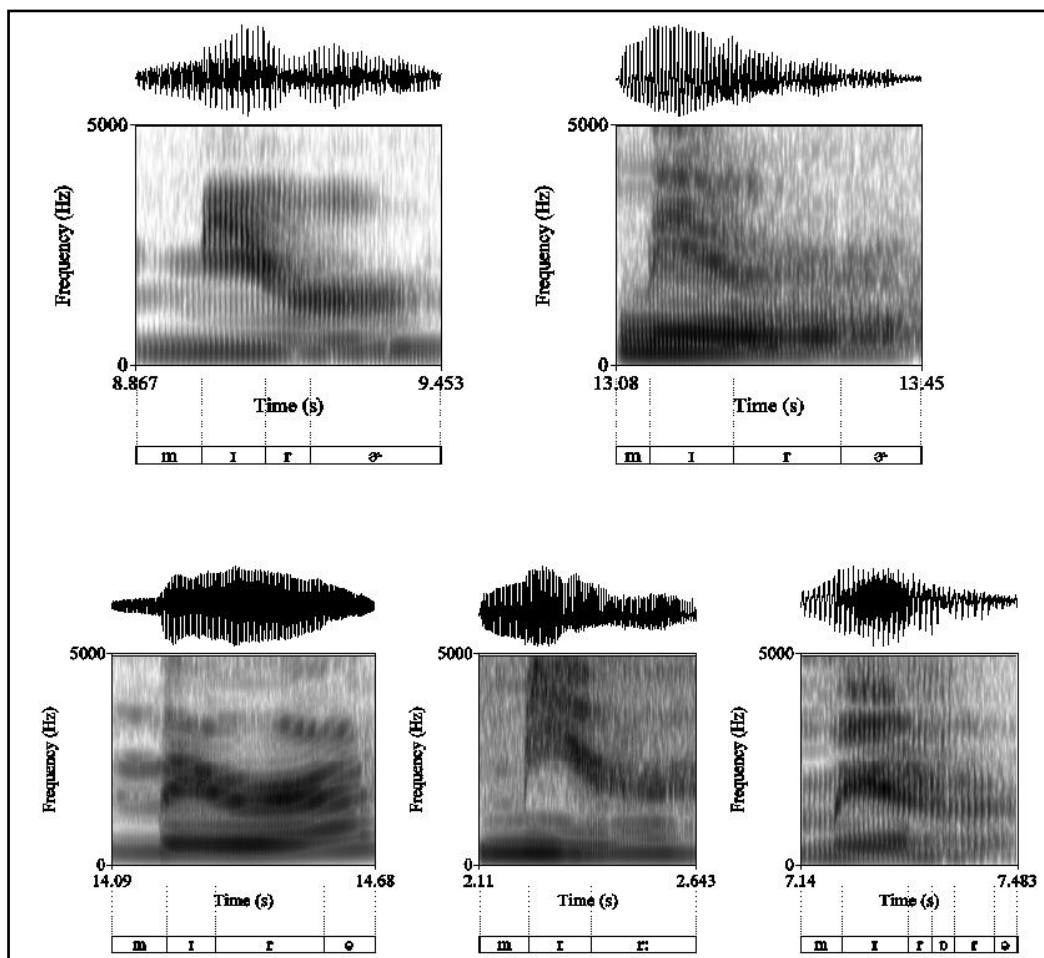 5000
5000
Frequency (Hz)
Frequency (Hz)
0
0
8.867
9.453
13.08
13.45
Time (s)
Time (s)
m ɪ r ɚ
m ɪ r ɚ
5000
5000
5000
Frequency (Hz)
Frequency (Hz)
Frequency (Hz)
0
0
0
14.09
14.68
2.11
2.643
7.14
7.483
Time (s)
Time (s)
Time (s)
m ɪ r ə
m ɪ r:
m ɪ r ʊ r ə